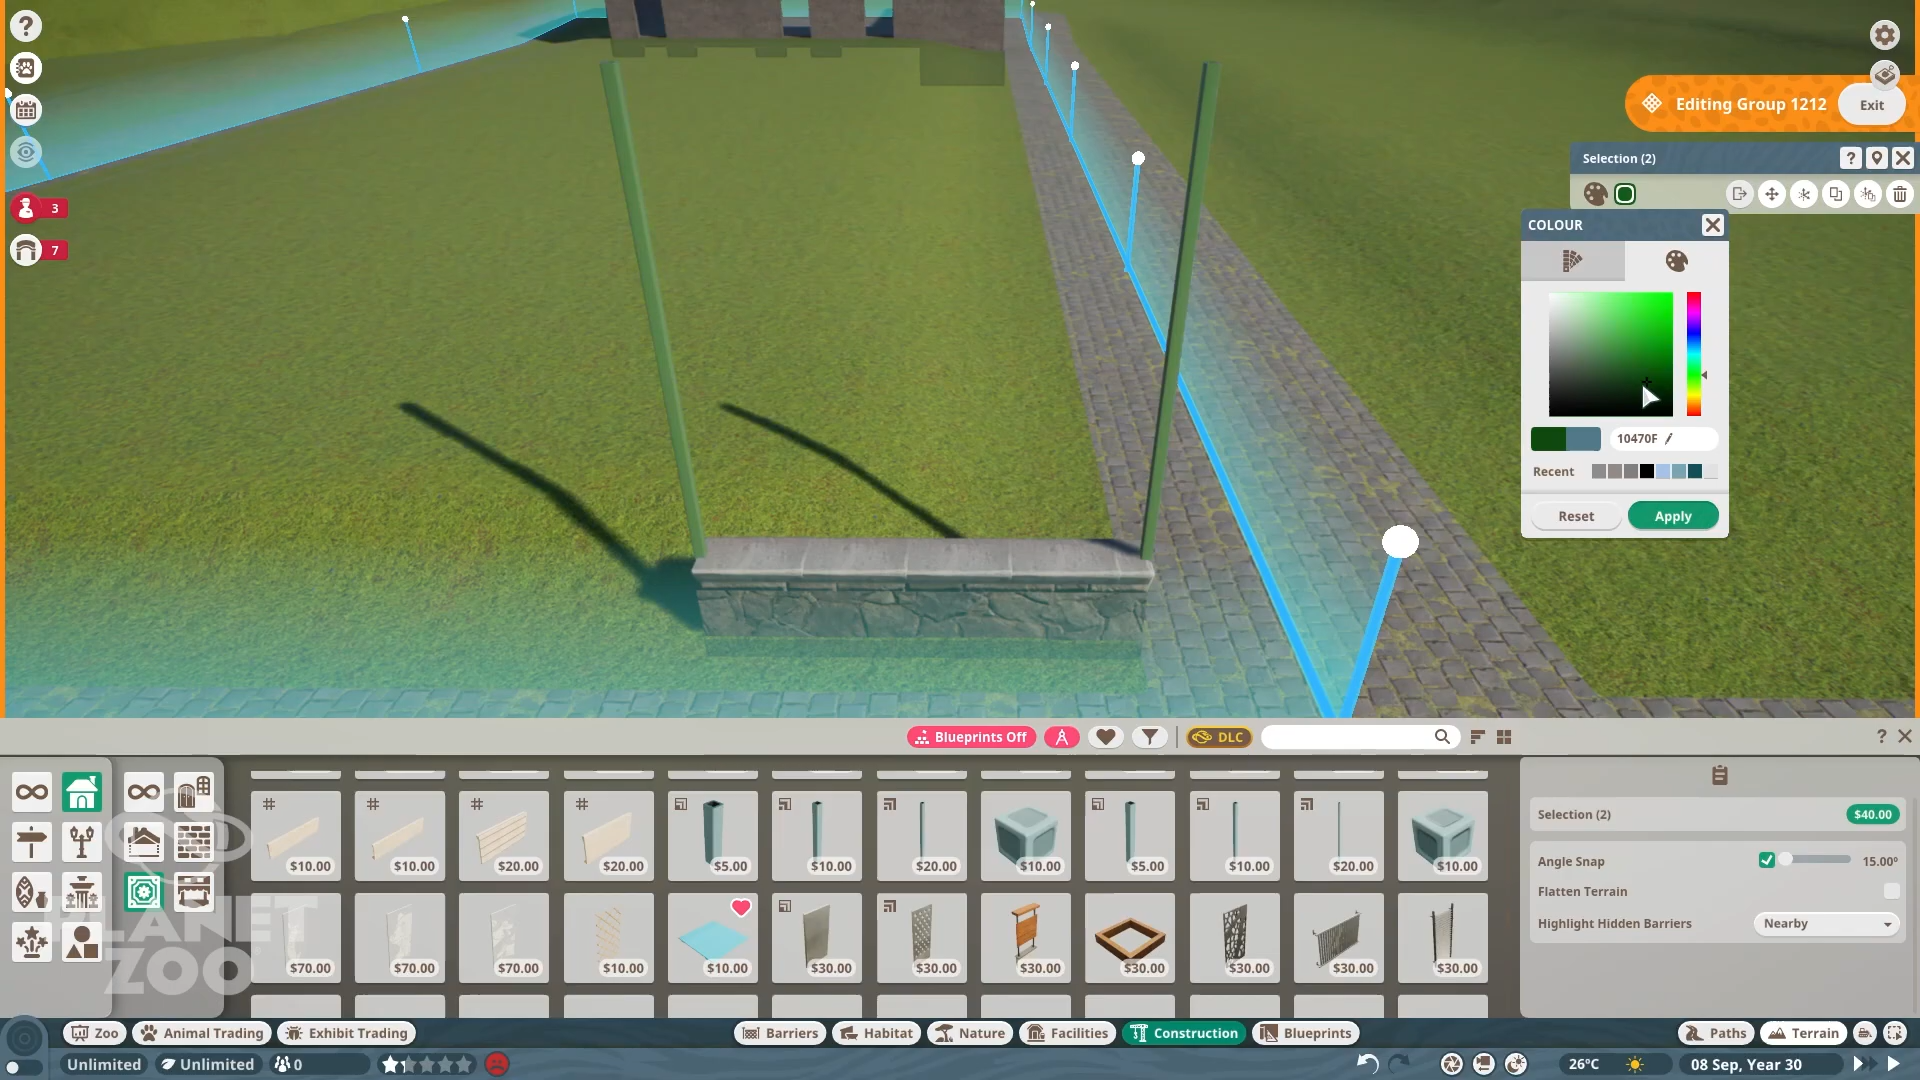 Editing Group 1212
Exit
Selection (2)
?
3
7
COLOUR
10470F
Recent
Reset
Apply
Blueprints Off
DLC
?
$10.00 $10.00 $20.00 $20.00 $5.00 $10.00 $20.00 $10.00 $5.00 $10.00 $20.00 $10.00
$70.00 $70.00 $70.00 $10.00 $10.00 $30.00 $30.00 $30.00 $30.00 $30.00 $30.00 $30.00
PLANET
ZOO
Selection (2) $40.00
Angle Snap 15.00°
Flatten Terrain
Highlight Hidden Barriers Nearby
Zoo Animal Trading Exhibit Trading Barriers Habitat Nature Facilities Construction Blueprints Paths Terrain
Unlimited Unlimited 0 26°C 08 Sep, Year 30